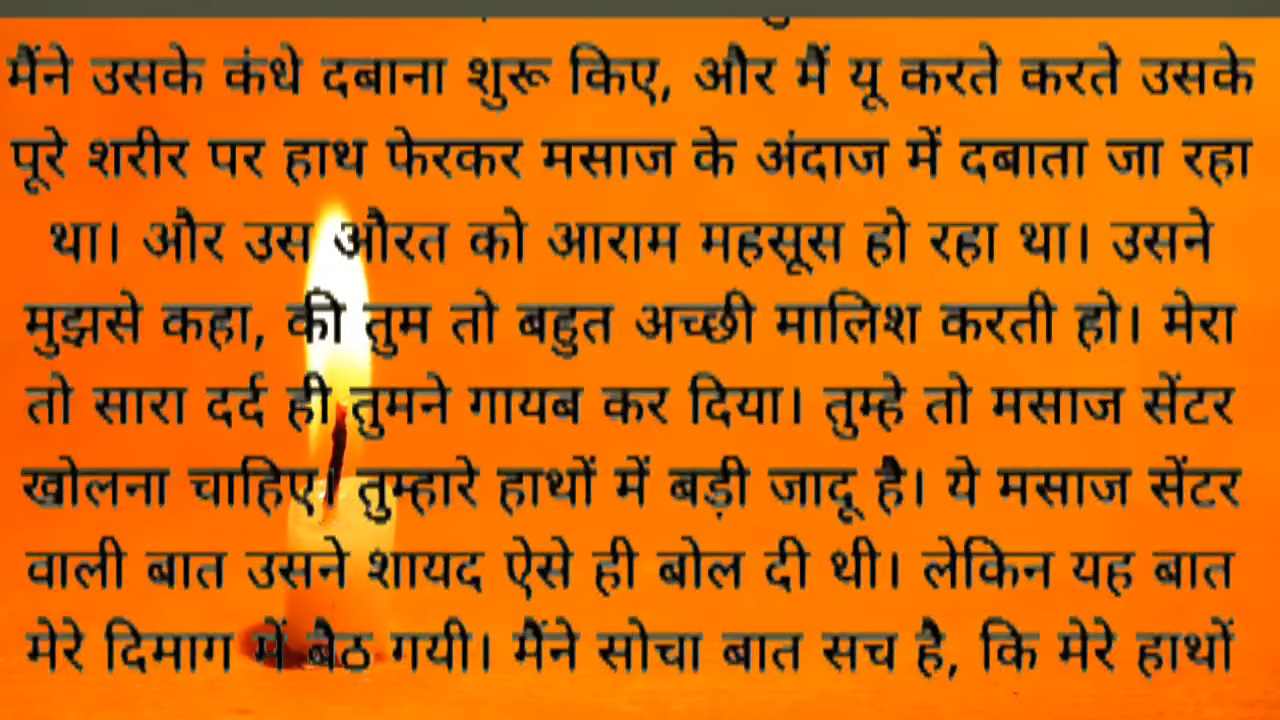 मैंने उसके कंधे दबाना शुरू किए, और मैं यू करते करते उसके
पूरे शरीर पर हाथ फेरकर मसाज के अंदाज में दबाता जा रहा
था। और उस औरत को आराम महसूस हो रहा था। उसने
मुझसे कहा, की तुम तो बहुत अच्छी मालिश करती हो। मेरा
तो सारा दर्द ही तुमने गायब कर दिया। तुम्हे तो मसाज सेंटर
खोलना चाहिए। तुम्हारे हाथों में बड़ी जादू है। ये मसाज सेंटर
वाली बात उसने शायद ऐसे ही बोल दी थी। लेकिन यह बात
मेरे दिमाग में बैठ गयी। मैंने सोचा बात सच है, कि मेरे हाथों